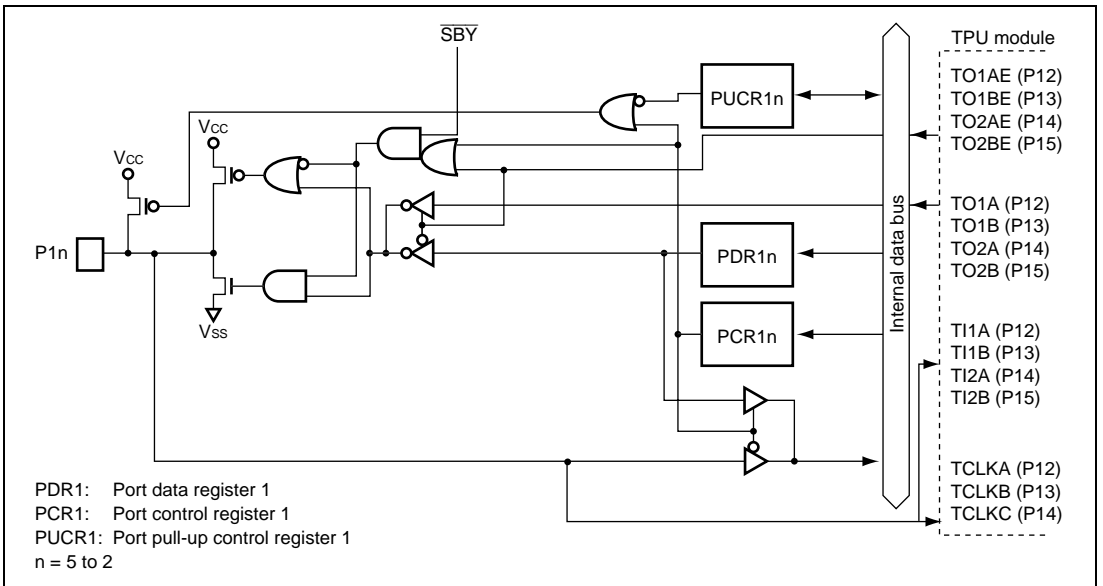 SBY
TPU module
TO1AE (P12)
TO1BE (P13)
TO2AE (P14)
TO2BE (P15)
PUCR1n
VCC
VCC
TO1A (P12)
TO1B (P13)
TO2A (P14)
TO2B (P15)
P1n
PDR1n
Internal data bus
VSS
PCR1n
TI1A (P12)
TI1B (P13)
TI2A (P14)
TI2B (P15)
TCLKA (P12)
TCLKB (P13)
TCLKC (P14)
PDR1: Port data register 1
PCR1: Port control register 1
PUCR1: Port pull-up control register 1
n = 5 to 2